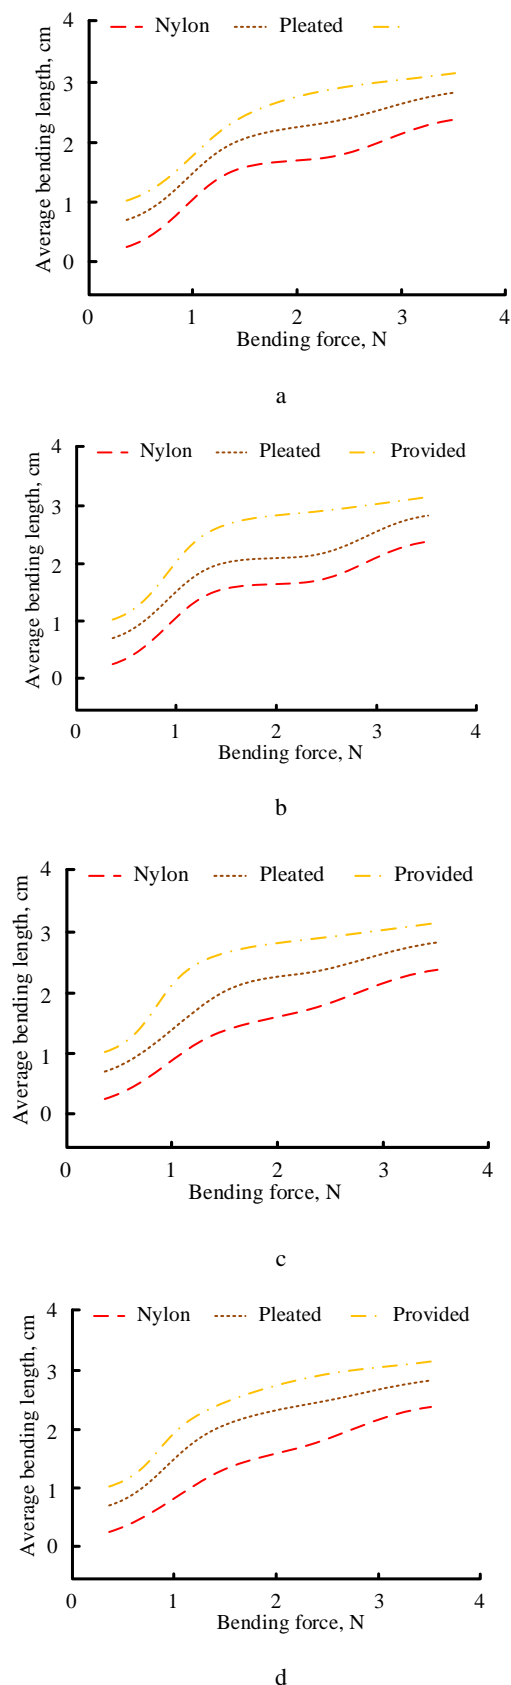 Nylon Pleated
Average bending length, cm
4
3
2
1
0
0 1 2 3 4
Bending force, N
a
Nylon Pleated Provided
Average bending length, cm
4
3
2
1
0
0 1 2 3 4
Bending force, N
b
Nylon Pleated Provided
Average bending length, cm
4
3
2
1
0
0 1 2 3 4
Bending force, N
c
Nylon Pleated Provided
Average bending length, cm
4
3
2
1
0
0 1 2 3 4
Bending force, N
d